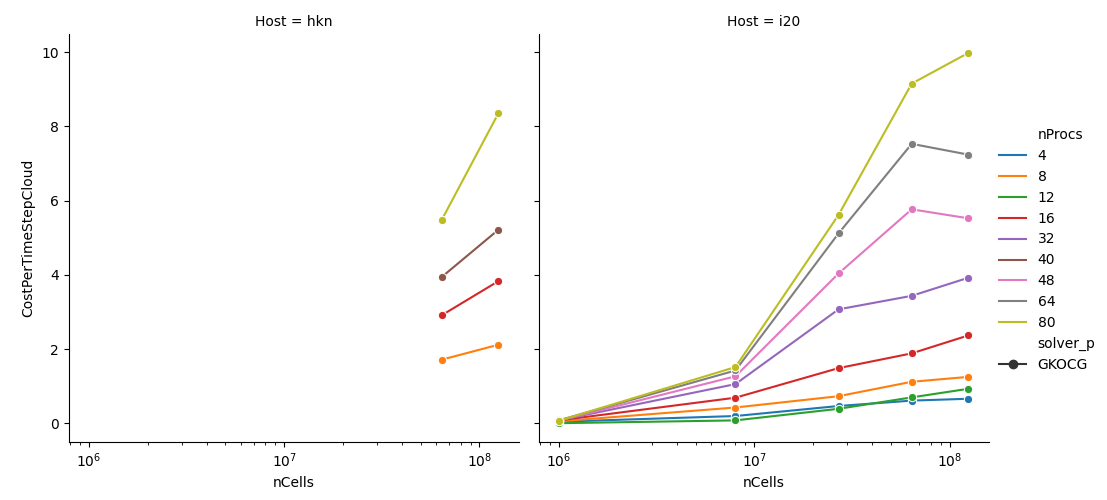 Host = hkn
Host = i20
CostPerTimeStepCloud
10
8
6
4
2
0
10^6
10^7
10^8
nCells
10^6
10^7
10^8
nCells
nProcs
4
8
12
16
32
40
48
64
80
solver_p
GKOCG